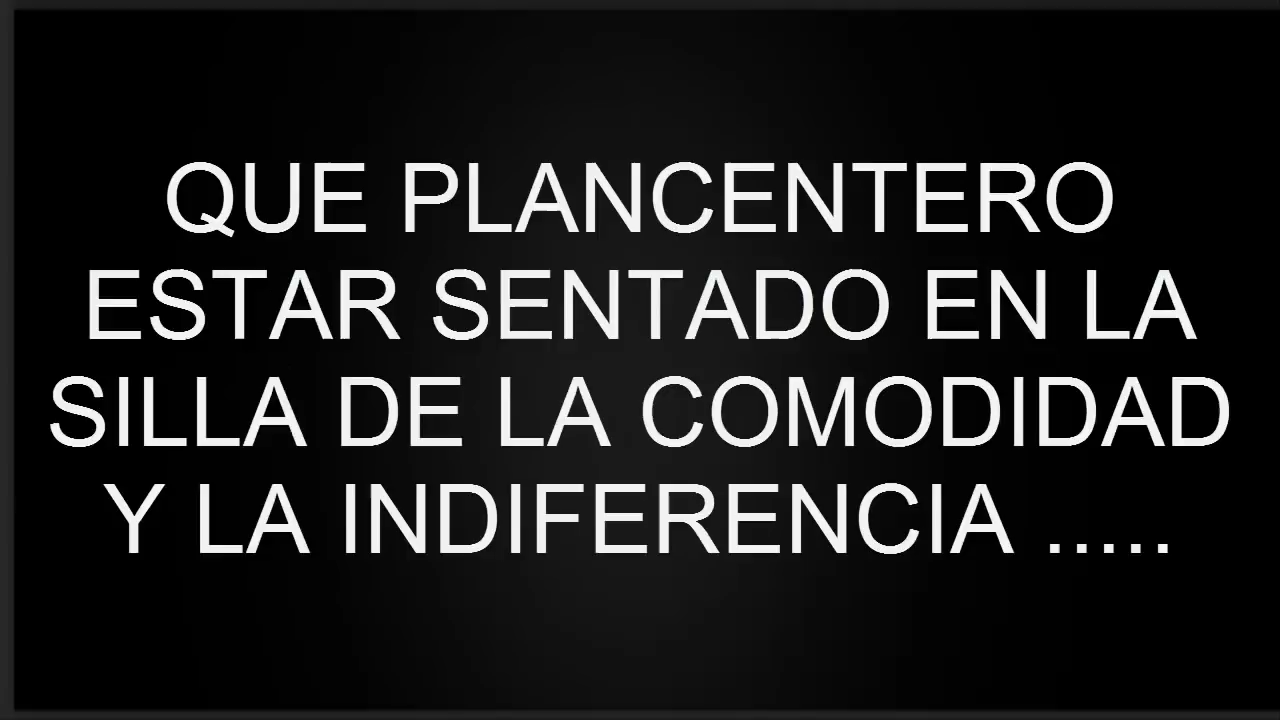 QUE PLANCENTERO
ESTAR SENTADO EN LA
SILLA DE LA COMODIDAD
Y LA INDIFERENCIA .....